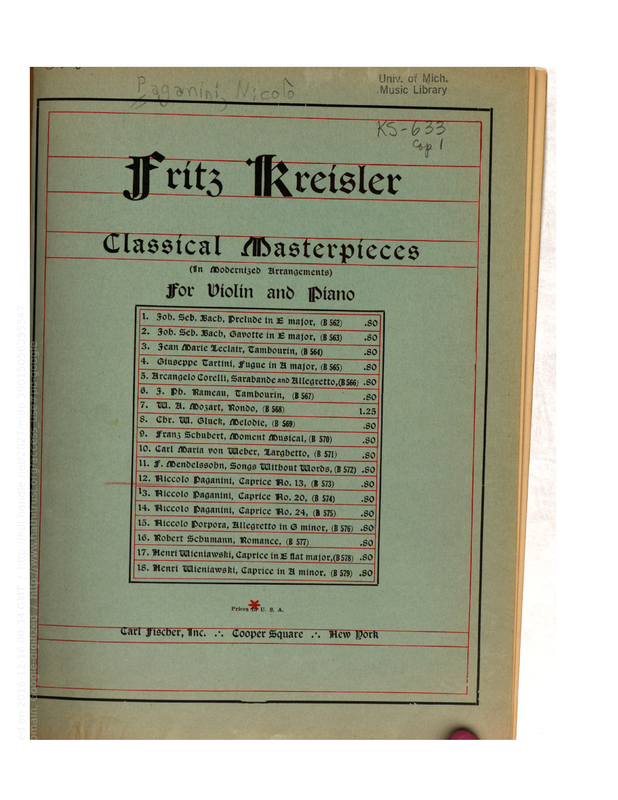 Paganini, Nicolò
Univ. of Mich.
Music Library
KS-633
Cop 1
Fritz Kreisler
Classical Masterpieces
(In Modernized Arrangements)
For Violin and Piano
1. Joh. Seb. Bach, Prelude in E major, (B 562) .80
2. Joh. Seb. Bach, Gavotte in E major, (B 563) .80
3. Jean Marie Leclair, Tambourin, (B 564) .80
4. Giuseppe Tartini, Fugue in A major, (B 565) .80
5. Arcangelo Corelli, Sarabande and Allegretto, (B 566) .80
6. J. Ph. Rameau, Tambourin, (B 567) .80
7. W. A. Mozart, Rondo, (B 568) 1.25
8. Chr. W. Gluck, Melodie, (B 569) .80
9. Franz Schubert, Moment Musical, (B 570) .80
10. Carl Maria von Weber, Larghetto, (B 571) .80
11. F. Mendelssohn, Songs Without Words, (B 572) .80
12. Niccolo Paganini, Caprice No. 13, (B 573) .80
13. Niccolo Paganini, Caprice No. 20, (B 574) .80
14. Niccolo Paganini, Caprice No. 24, (B 575) .80
15. Niccolo Porpora, Allegretto in G minor, (B 576) .80
16. Robert Schumann, Romance, (B 577) .80
17. Henri Wieniawski, Caprice in E flat major, (B 578) .80
18. Henri Wieniawski, Caprice in A minor, (B 579) .80
Prices in U. S. A.
Carl Fischer, Inc. .·. Cooper Square .·. New York